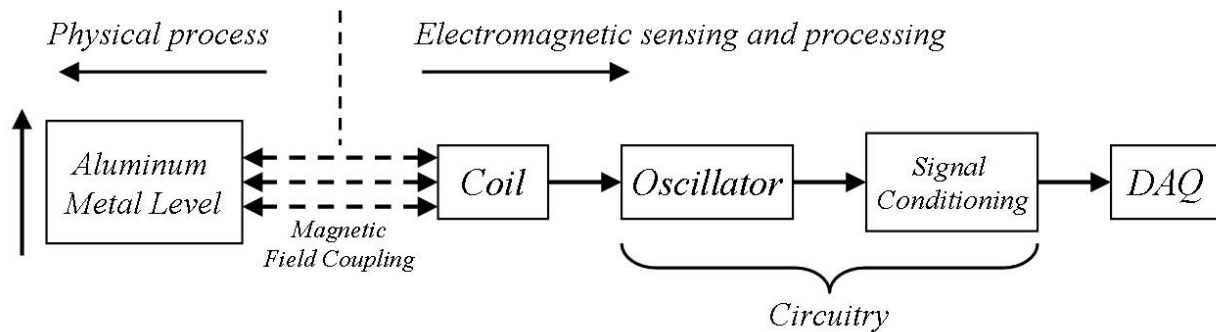 Physical process
Electromagnetic sensing and processing
Aluminum
Metal Level
Magnetic
Field Coupling
Coil
Oscillator
Signal
Conditioning
DAQ
Circuitry